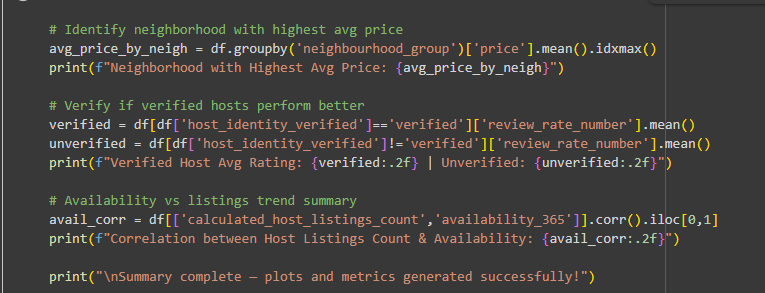 # Identify neighborhood with highest avg price
avg_price_by_neigh = df.groupby('neighbourhood_group')['price'].mean().idxmax()
print(f"Neighborhood with Highest Avg Price: {avg_price_by_neigh}")
# Verify if verified hosts perform better
verified = df[df['host_identity_verified']=='verified']['review_rate_number'].mean()
unverified = df[df['host_identity_verified']!='verified']['review_rate_number'].mean()
print(f"Verified Host Avg Rating: {verified:.2f} | Unverified: {unverified:.2f}")
# Availability vs listings trend summary
avail_corr = df[['calculated_host_listings_count','availability_365']].corr().iloc[0,1]
print(f"Correlation between Host Listings Count & Availability: {avail_corr:.2f}")
print("\nSummary complete — plots and metrics generated successfully!")